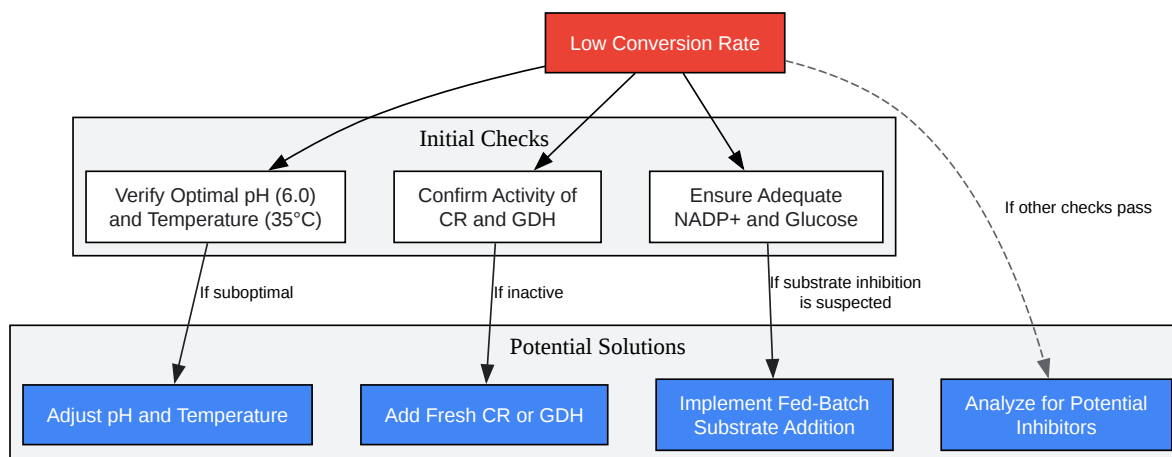 Low Conversion Rate
Initial Checks
Verify Optimal pH (6.0)
and Temperature (35°C)
Confirm Activity of
CR and GDH
Ensure Adequate
NADP+ and Glucose
If other checks pass
If suboptimal
If inactive
If substrate inhibition
is suspected
Potential Solutions
Adjust pH and Temperature
Add Fresh CR or GDH
Implement Fed-Batch
Substrate Addition
Analyze for Potential
Inhibitors